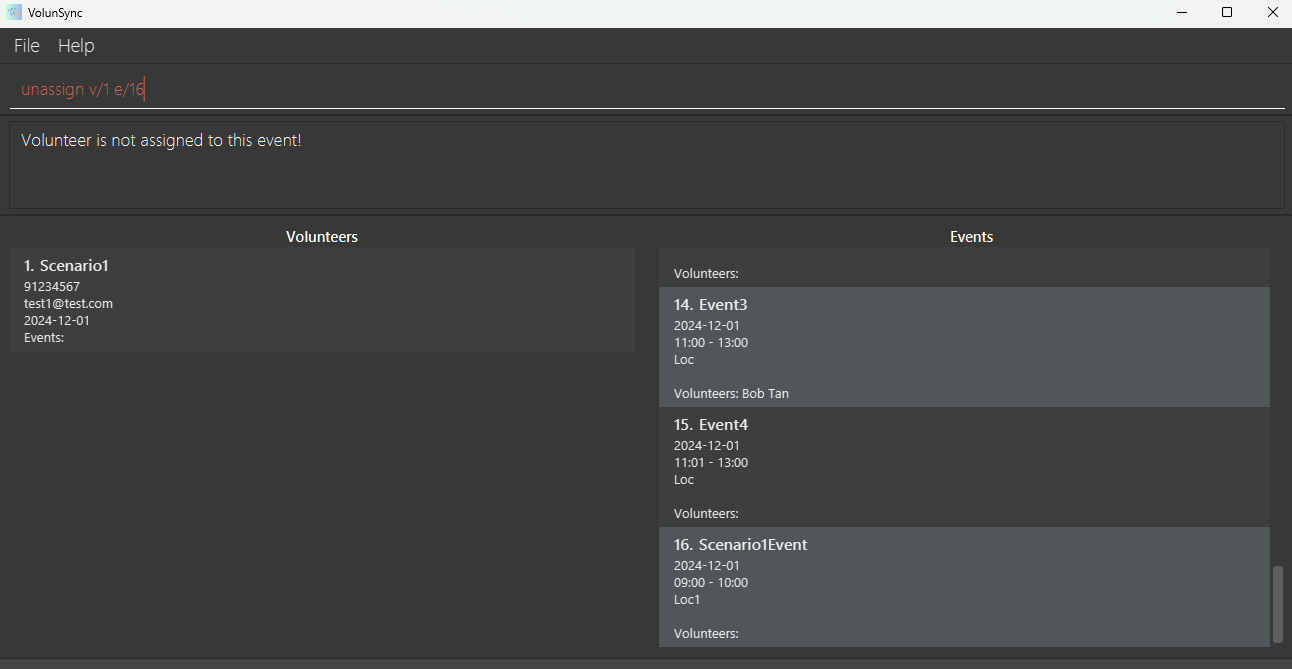 VolunSync
File Help
unassign v/1 e/16
Volunteer is not assigned to this event!
Volunteers
1. Scenario1
91234567
test1@test.com
2024-12-01
Events:
Events
Volunteers:
14. Event3
2024-12-01
11:00 - 13:00
Loc
Volunteers: Bob Tan
15. Event4
2024-12-01
11:01 - 13:00
Loc
Volunteers:
16. Scenario1Event
2024-12-01
09:00 - 10:00
Loc1
Volunteers: